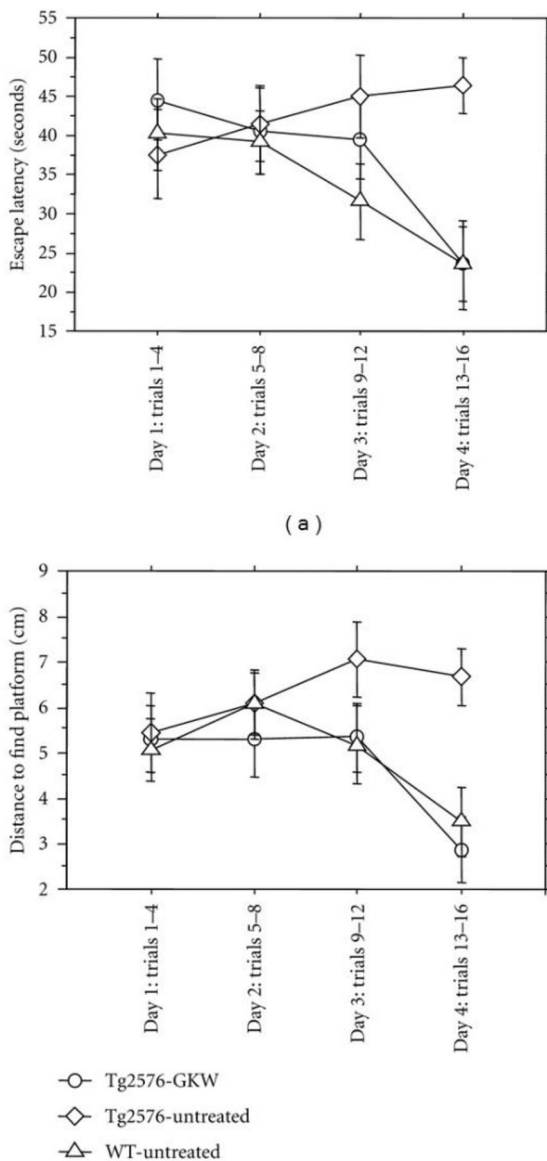 Escape latency (seconds)
55
50
45
40
35
30
25
20
15
Day 1: trials 1–4
Day 2: trials 5–8
Day 3: trials 9–12
Day 4: trials 13–16
(a)
Distance to find platform (cm)
9
8
7
6
5
4
3
2
Day 1: trials 1–4
Day 2: trials 5–8
Day 3: trials 9–12
Day 4: trials 13–16
Tg2576-GKW
Tg2576-untreated
WT-untreated